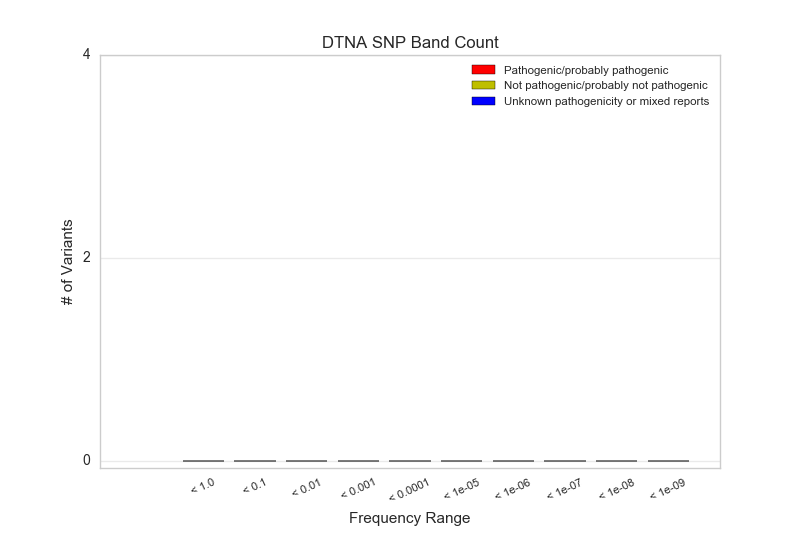 DTNA SNP Band Count
4
Pathogenic/probably pathogenic
Not pathogenic/probably not pathogenic
Unknown pathogenicity or mixed reports
# of Variants
2
0
< 1.0
< 0.1
< 0.01
< 0.001
< 0.0001
< 1e-05
< 1e-06
< 1e-07
< 1e-08
< 1e-09
Frequency Range